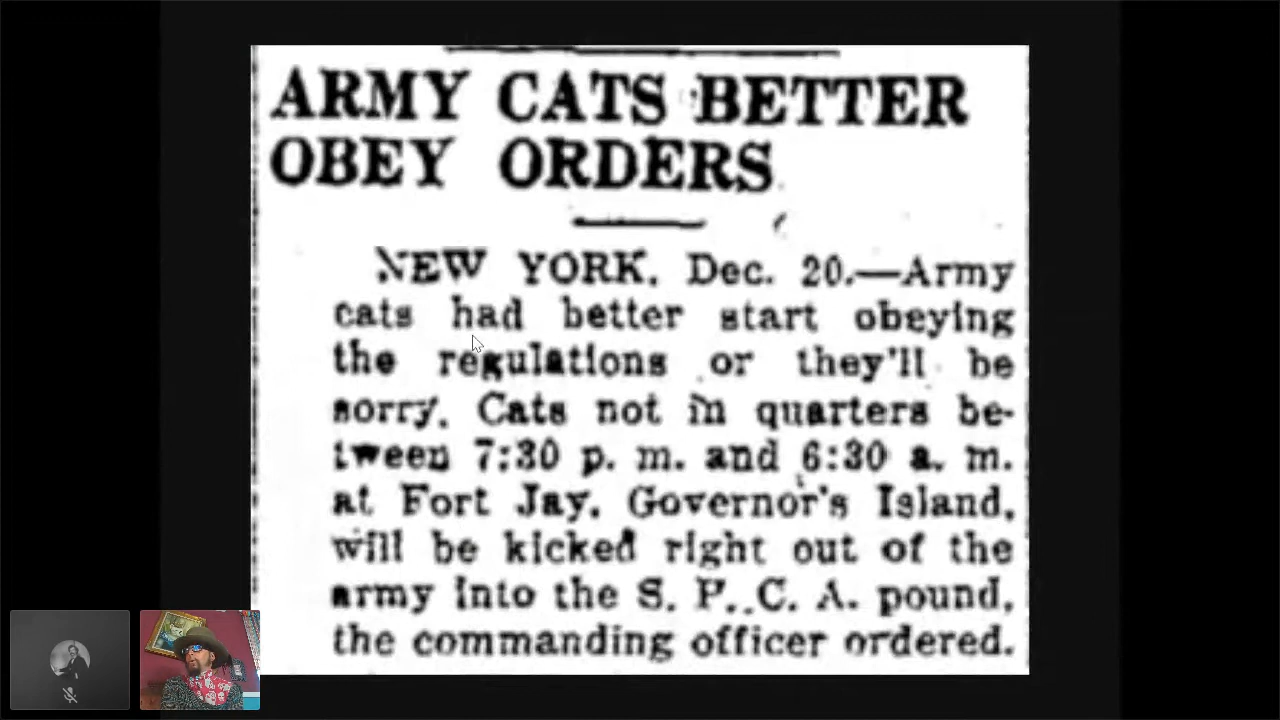 ARMY CATS BETTER
OBEY ORDERS
NEW YORK, Dec. 20.—Army
cats had better start obeying
the regulations or they'll be
sorry. Cats not in quarters be-
tween 7:30 p. m. and 6:30 a. m.
at Fort Jay, Governor's Island,
will be kicked right out of the
army into the S. P. C. A. pound,
the commanding officer ordered.